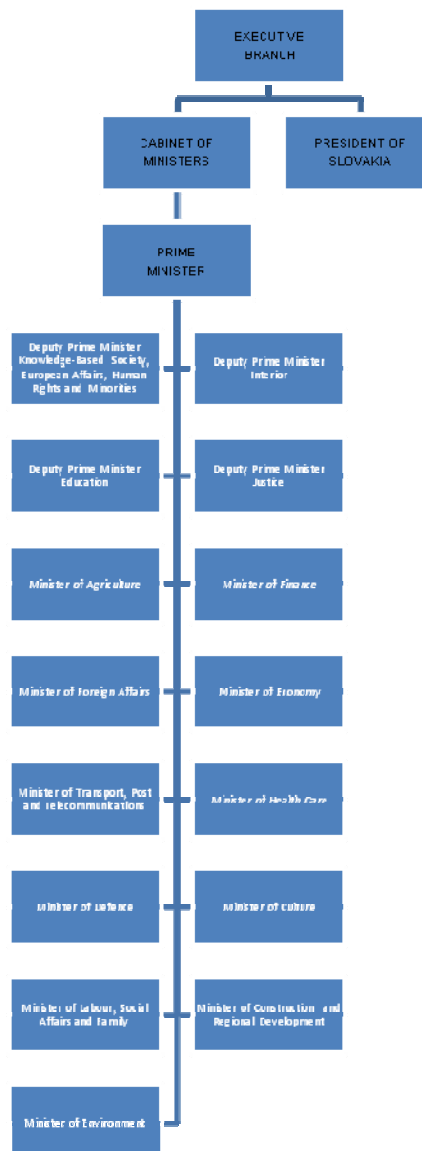 EXECUTIVE
BRANCH
CABINET OF
MINISTERS
PRESIDENT OF
SLOVAKIA
PRIME
MINISTER
Deputy Prime Minister
Knowledge-Based Society,
European Affairs, Human
Rights and Minorities
Deputy Prime Minister
Interior
Deputy Prime Minister
Education
Deputy Prime Minister
Justice
Minister of Agriculture
Minister of Finance
Minister of Foreign Affairs
Minister of Economy
Minister of Transport, Post
and Telecommunications
Minister of Health Care
Minister of Defence
Minister of Culture
Minister of Labour, Social
Affairs and Family
Minister of Construction and
Regional Development
Minister of Environment